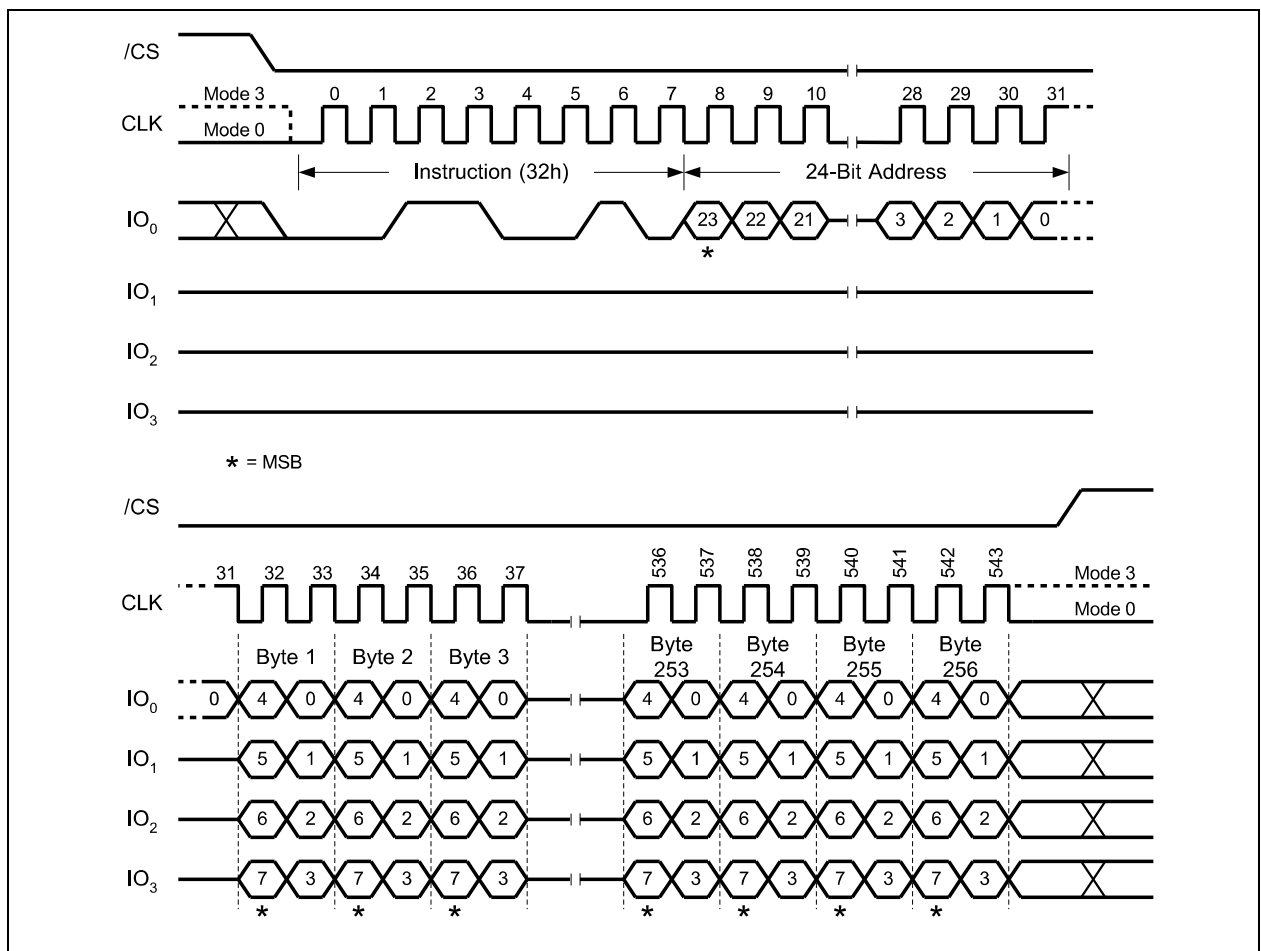 /CS
Mode 3 0 1 2 3 4 5 6 7 8 9 10 28 29 30 31
CLK
Mode 0
Instruction (32h) 24-Bit Address
IO0 23 22 21 3 2 1 0
*
IO1
IO2
IO3
* = MSB
/CS
31 32 33 34 35 36 37 536 537 538 539 540 541 542 543 Mode 3
CLK
Mode 0
Byte 1 Byte 2 Byte 3 Byte 253 Byte 254 Byte 255 Byte 256
IO0 0 4 0 4 0 4 0 4 0 4 0 4 0 4 0
IO1 5 1 5 1 5 1 5 1 5 1 5 1 5 1
IO2 6 2 6 2 6 2 6 2 6 2 6 2 6 2
IO3 7 3 7 3 7 3 7 3 7 3 7 3 7 3
* * * * * * *